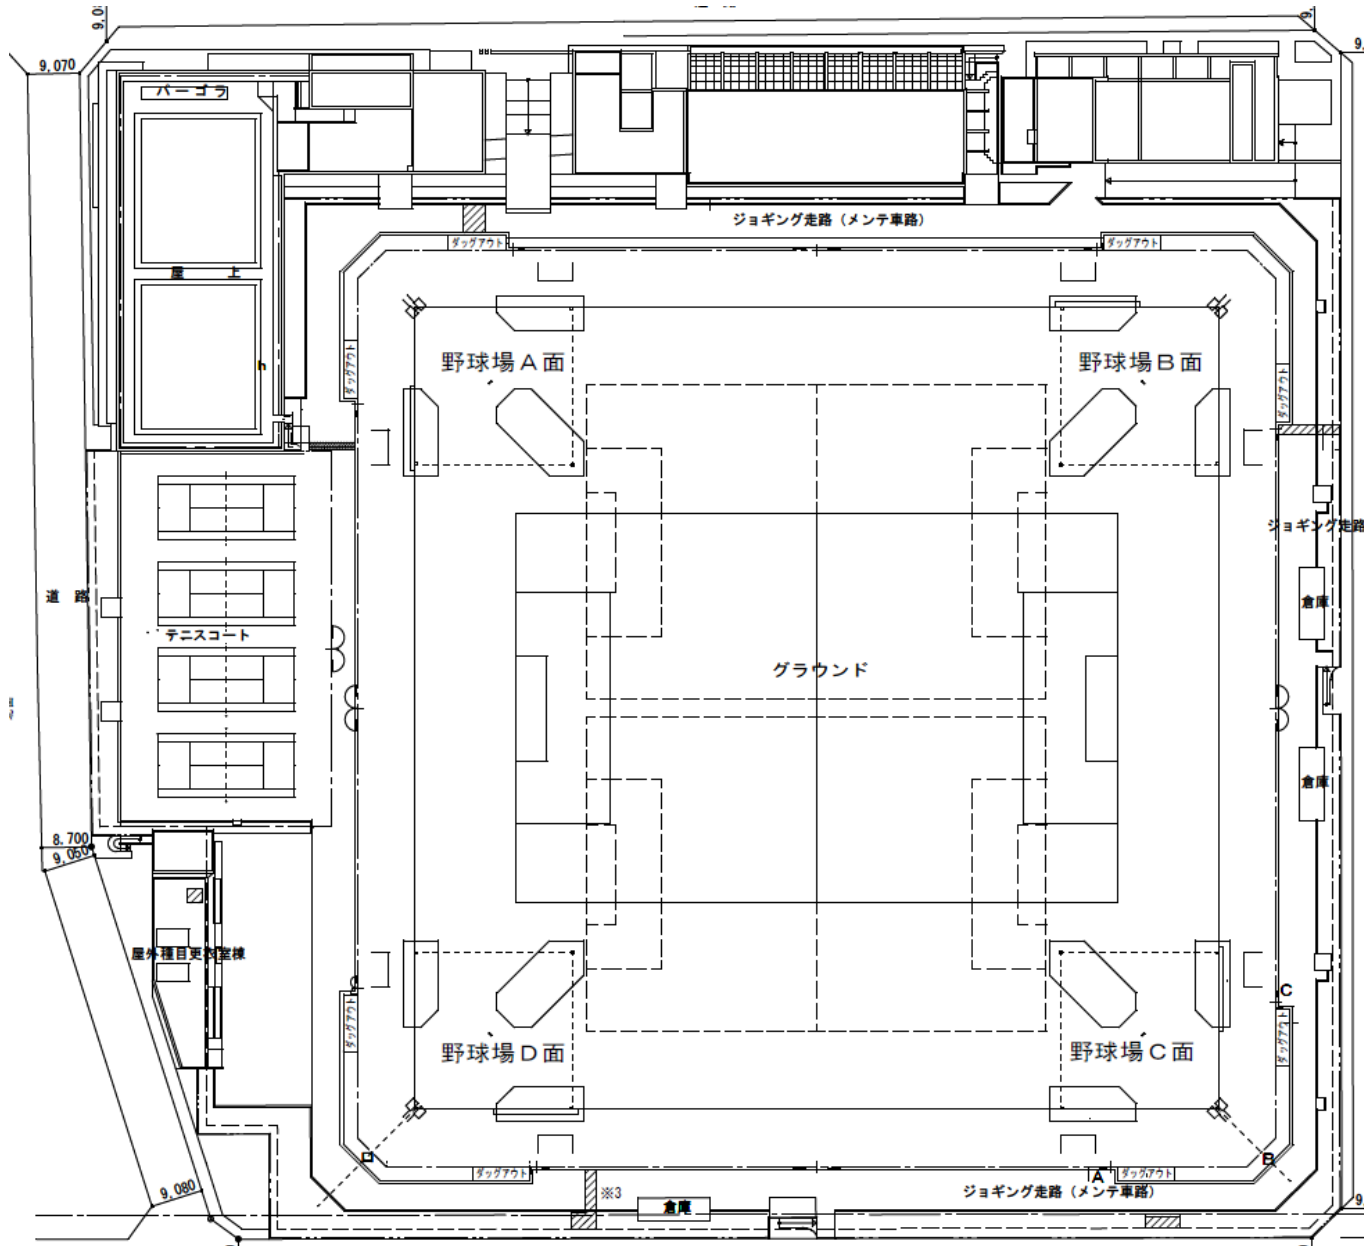 9.070
パーゴラ
ジョギング走路（メンテ車路）
ダッグアウト
ダッグアウト
屋 上
h
ダッグアウト
野球場Ａ面
野球場Ｂ面
ダッグアウト
ジョギング走路
道 路
倉庫
テニスコート
グラウンド
倉庫
8.700
9.050
屋外種目更衣室棟
C
ダッグアウト
野球場Ｄ面
野球場Ｃ面
ダッグアウト
ロ
B
ダッグアウト
A
ダッグアウト
9.080
※3
倉庫
ジョギング走路（メンテ車路）